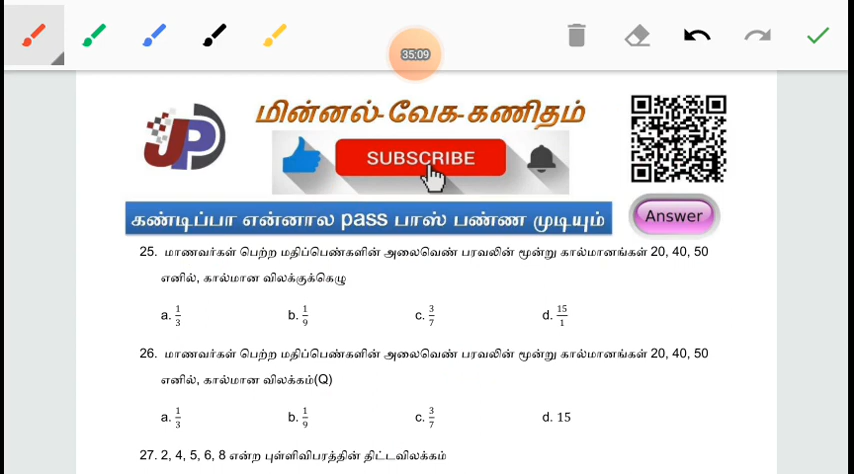 35:09
JP
மின்னல்-வேக-கணிதம்
SUBSCRIBE
கண்டிப்பா என்னால pass பாஸ் பண்ண முடியும்
Answer
25. மாணவர்கள் பெற்ற மதிப்பெண்களின் அலைவெண் பரவலின் மூன்று கால்மானங்கள் 20, 40, 50
எனில், கால்மான விலக்குக்கெழு
a. 1/3 b. 1/9 c. 3/7 d. 15/1
26. மாணவர்கள் பெற்ற மதிப்பெண்களின் அலைவெண் பரவலின் மூன்று கால்மானங்கள் 20, 40, 50
எனில், கால்மான விலக்கம்(Q)
a. 1/3 b. 1/9 c. 3/7 d. 15
27. 2, 4, 5, 6, 8 என்ற புள்ளிவிபரத்தின் திட்டவிலக்கம்